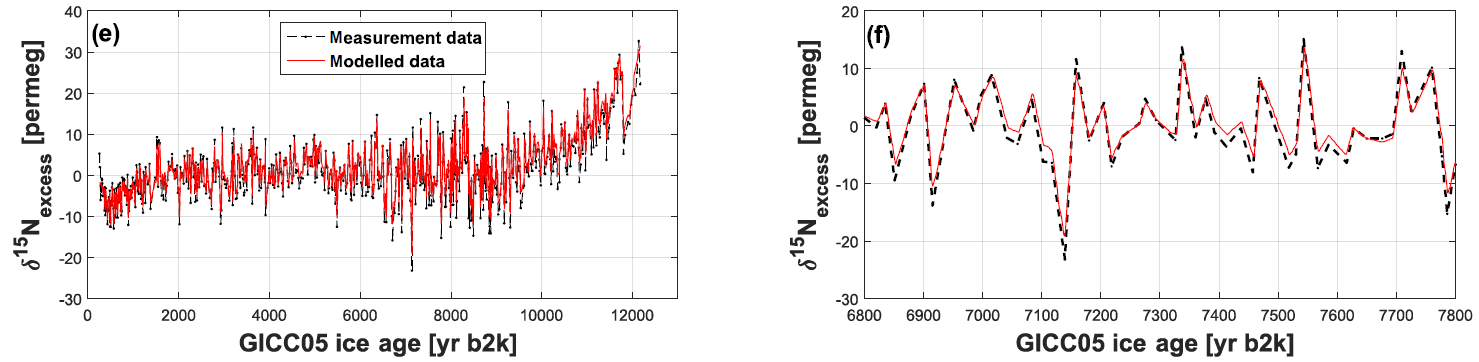 (e)
Measurement data
Modelled data
40
30
20
10
0
-10
-20
-30
0 2000 4000 6000 8000 10000 12000
δ15Nexcess [permeg]
GICC05 ice age [yr b2k]
(f)
20
10
0
-10
-20
-30
6800 6900 7000 7100 7200 7300 7400 7500 7600 7700 7800
δ15Nexcess [permeg]
GICC05 ice age [yr b2k]